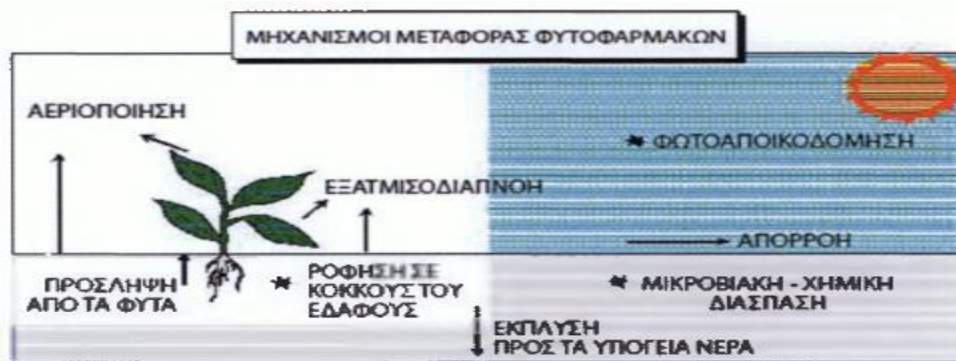 ΜΗΧΑΝΙΣΜΟΙ ΜΕΤΑΦΟΡΑΣ ΦΥΤΟΦΑΡΜΑΚΩΝ
ΑΕΡΙΟΠΟΙΗΣΗ
ΦΩΤΟΑΠΟΙΚΟΔΟΜΗΣΗ
ΕΞΑΤΜΙΣΟΔΙΑΠΝΟΗ
ΑΠΟΡΡΟΗ
ΠΡΟΣΛΗΨΗ
ΑΠΟ ΤΑ ΦΥΤΑ
ΡΟΦΗΣΗ ΣΕ
ΚΟΚΚΟΥΣ ΤΟΥ
ΕΔΑΦΟΥΣ
ΜΙΚΡΟΒΙΑΚΗ - ΧΗΜΙΚΗ
ΔΙΑΣΠΑΣΗ
ΕΚΠΛΥΣΗ
ΠΡΟΣ ΤΑ ΥΠΟΓΕΙΑ ΝΕΡΑ